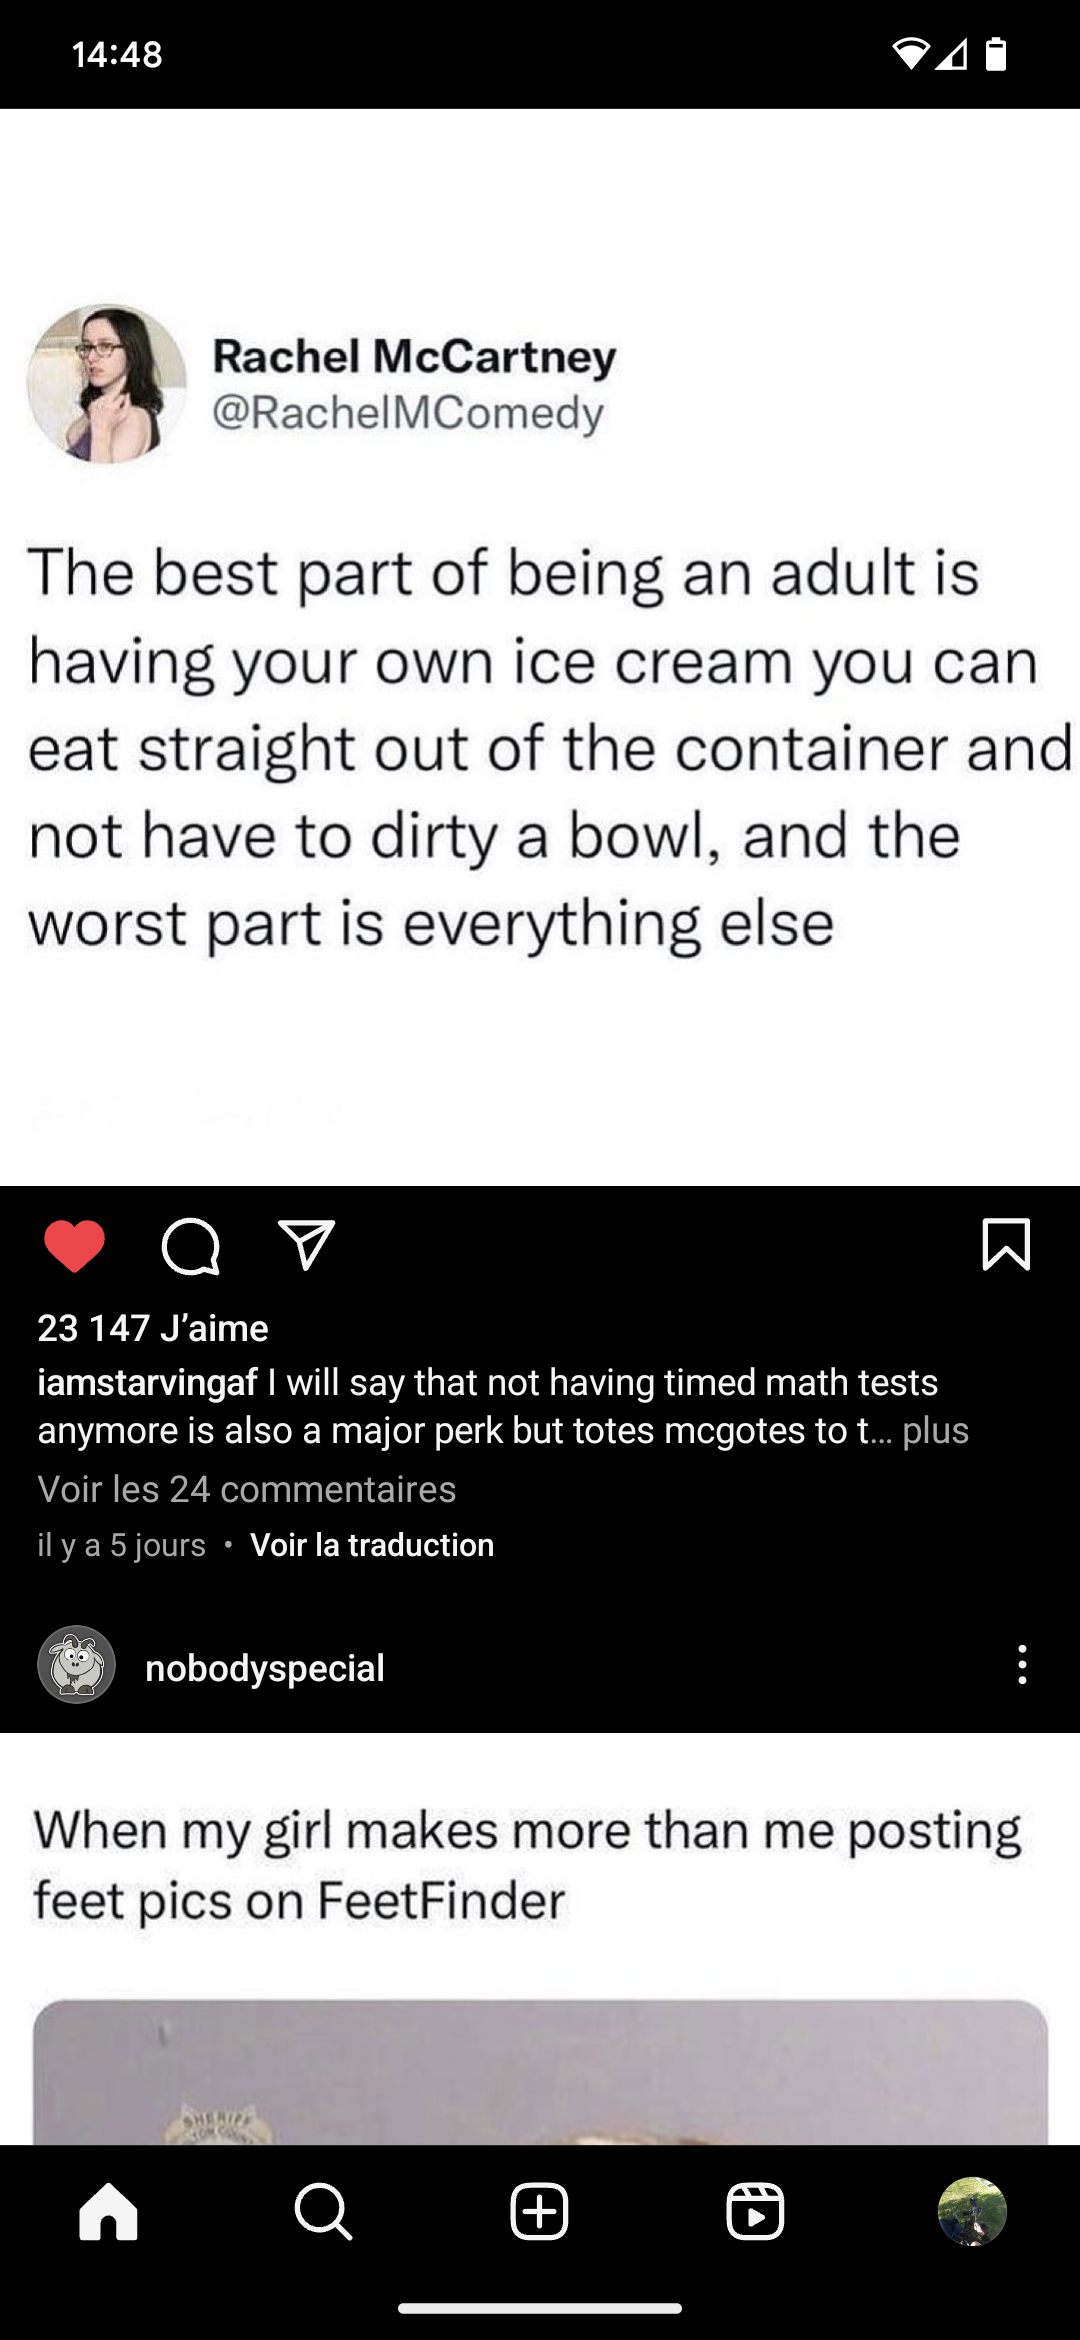 14:48
Rachel McCartney
@RachelMComedy
The best part of being an adult is
having your own ice cream you can
eat straight out of the container and
not have to dirty a bowl, and the
worst part is everything else
23 147 J’aime
iamstarvingaf I will say that not having timed math tests
anymore is also a major perk but totes mcgotes to t... plus
Voir les 24 commentaires
il y a 5 jours • Voir la traduction
nobodyspecial
When my girl makes more than me posting
feet pics on FeetFinder
SHERIFF